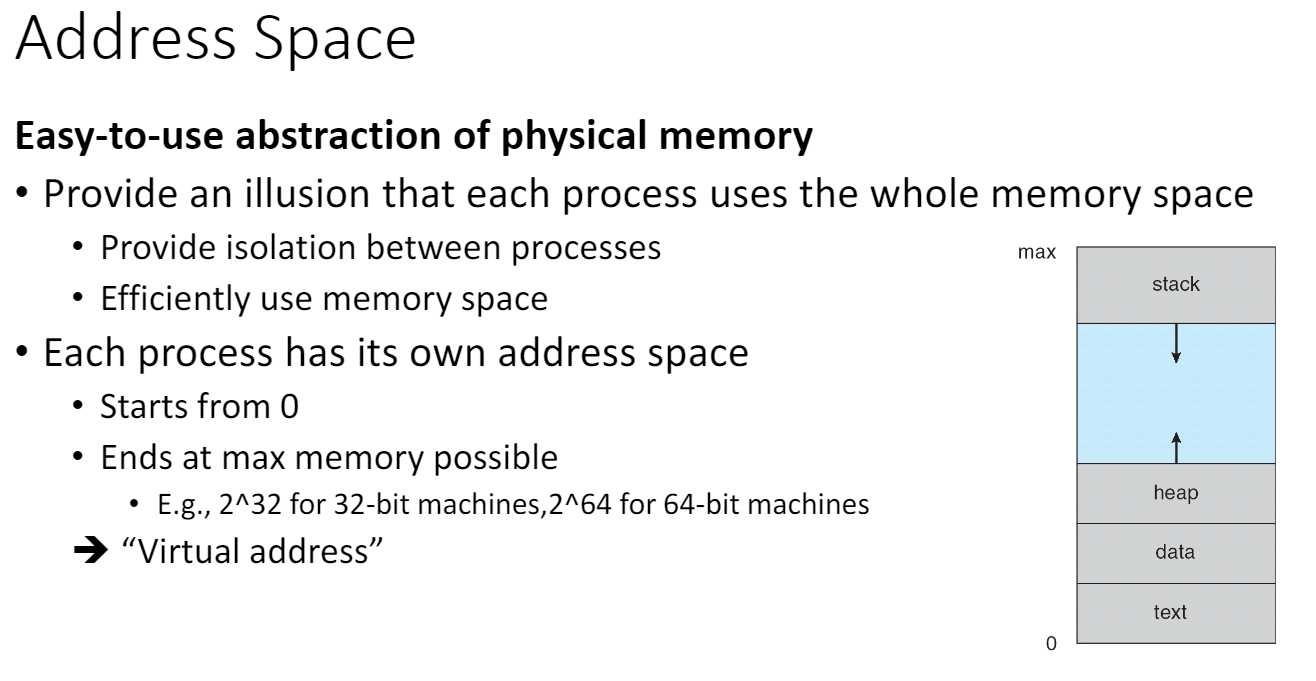 Address Space
Easy-to-use abstraction of physical memory
• Provide an illusion that each process uses the whole memory space
• Provide isolation between processes
• Efficiently use memory space
• Each process has its own address space
• Starts from 0
• Ends at max memory possible
• E.g., 2^32 for 32-bit machines,2^64 for 64-bit machines
➔ “Virtual address”
max
stack
heap
data
text
0